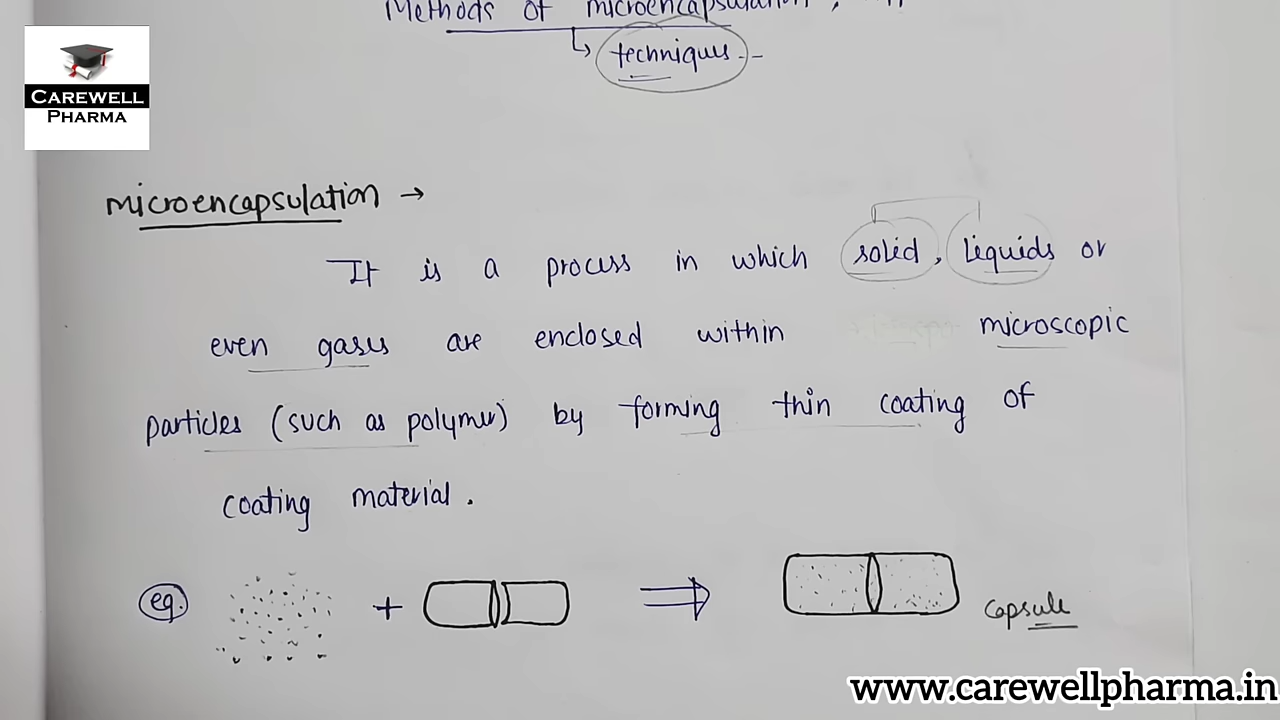 Methods of microencapsulation,
techniques
CAREWELL
PHARMA
microencapsulation →
It is a process in which solid, liquids or
even gases are enclosed within microscopic
particles (such as polymer) by forming thin coating of
coating material.
eg.
+
⇒
capsule
www.carewellpharma.in